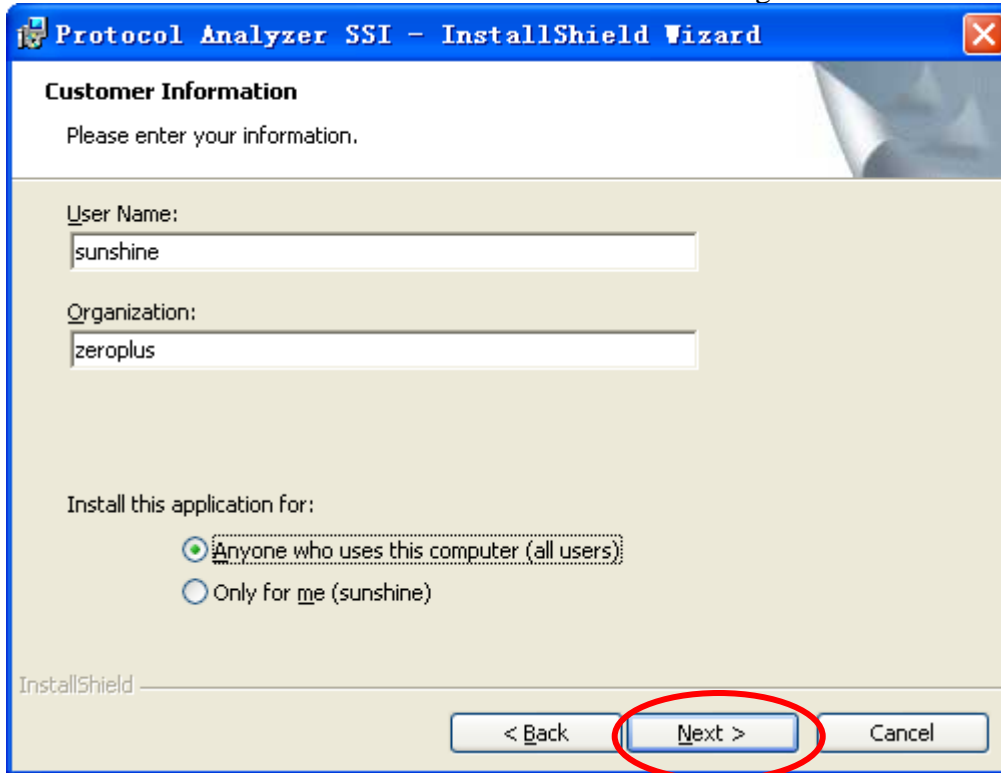 Protocol Analyzer SSI - InstallShield Wizard
Customer Information
Please enter your information.
User Name:
sunshine
Organization:
zeroplus
Install this application for:
Anyone who uses this computer (all users)
Only for me (sunshine)
InstallShield
< Back Next > Cancel